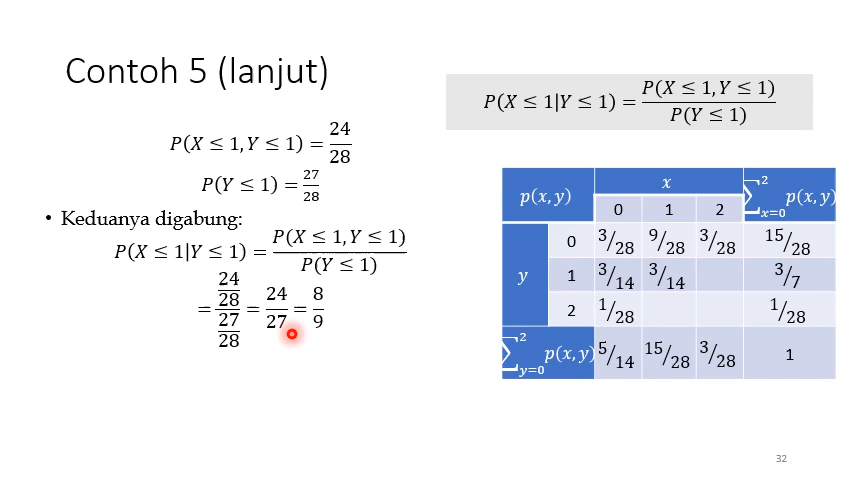 Contoh 5 (lanjut)
P(X ≤ 1, Y ≤ 1) = 24/28
P(Y ≤ 1) = 27/28
• Keduanya digabung:
P(X ≤ 1|Y ≤ 1) = P(X ≤ 1, Y ≤ 1)/P(Y ≤ 1)
= (24/28)/(27/28) = 24/27 = 8/9
P(X ≤ 1|Y ≤ 1) = P(X ≤ 1, Y ≤ 1)/P(Y ≤ 1)
p(x, y) x ∑_{x=0}^{2} p(x, y)
0 1 2
y 0 3/28 9/28 3/28 15/28
1 3/14 3/14 3/7
2 1/28 1/28
∑_{y=0}^{2} p(x, y) 5/14 15/28 3/28 1
32